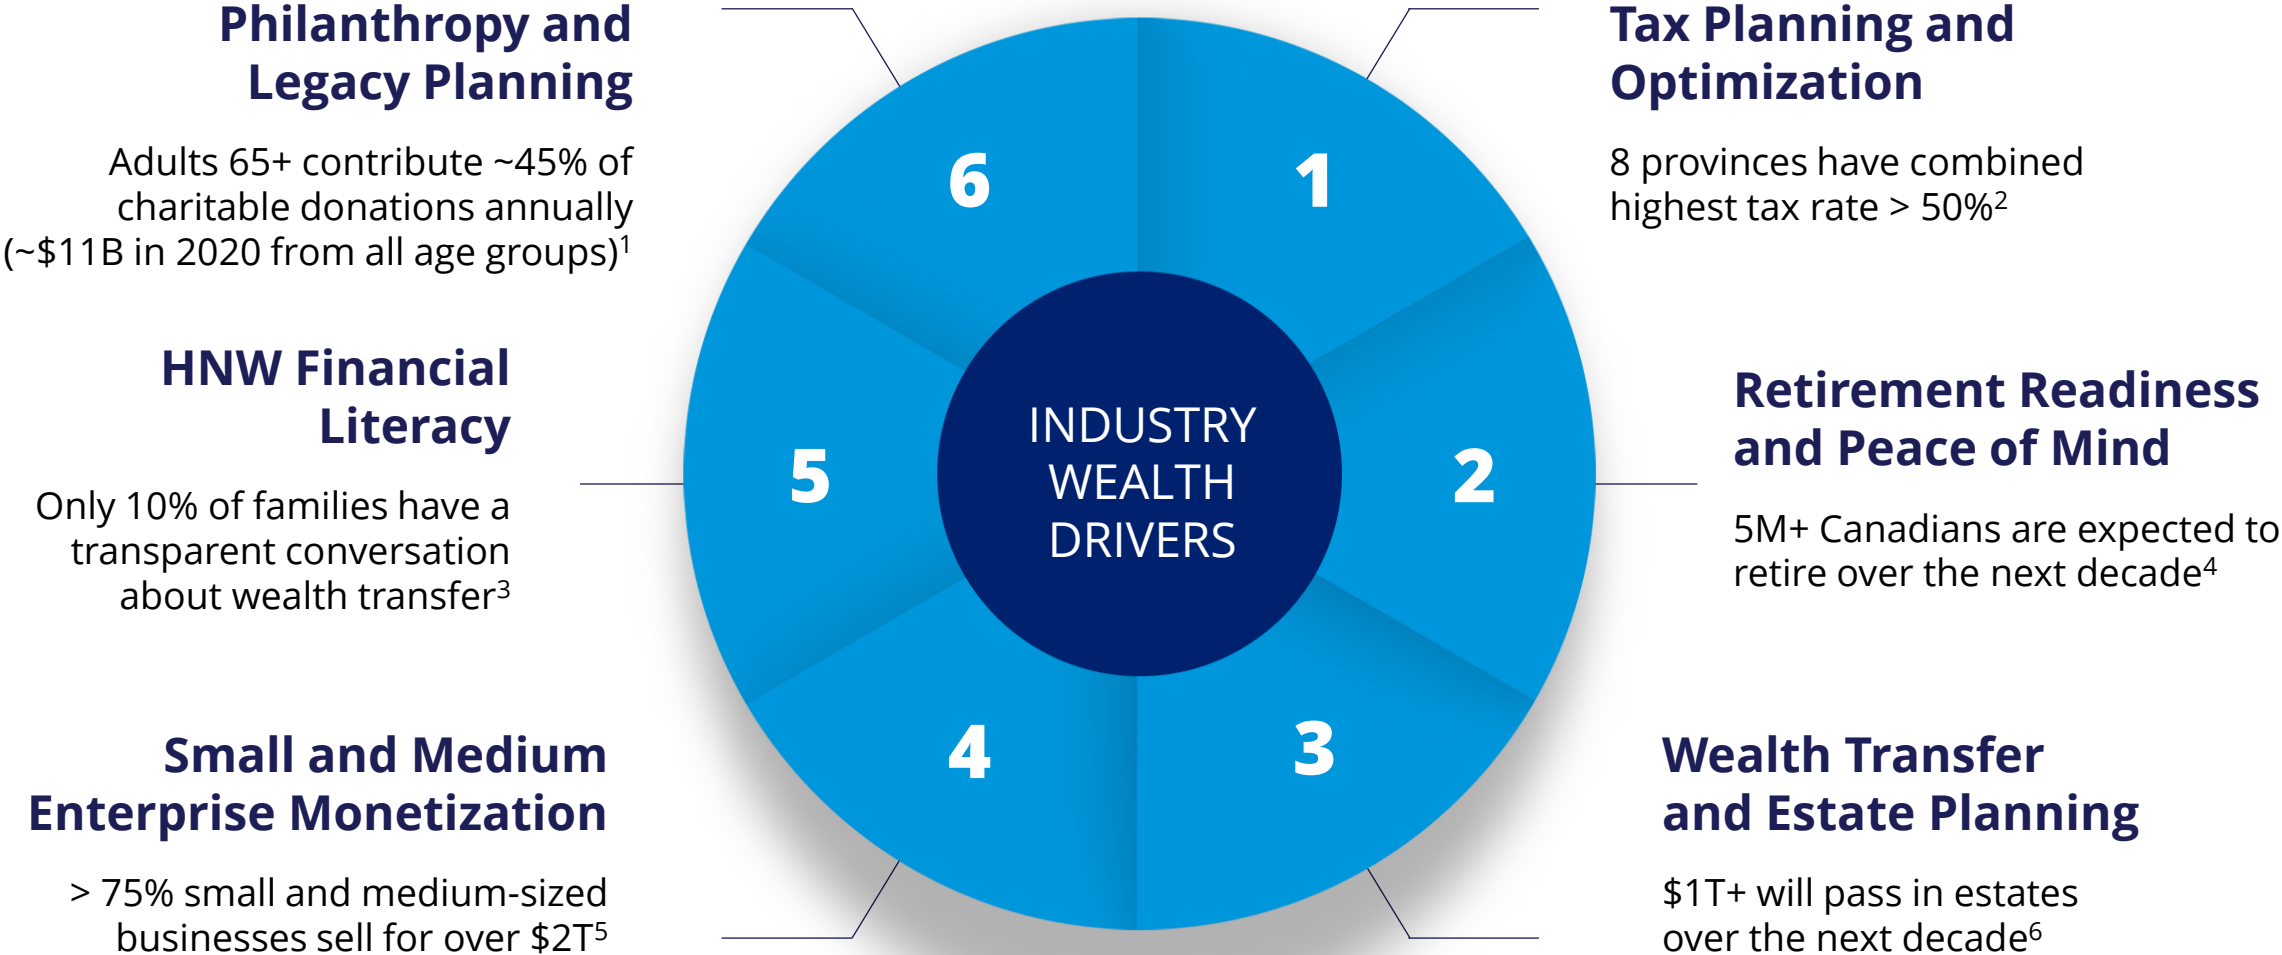 Philanthropy and
Legacy Planning
Adults 65+ contribute ~45% of
charitable donations annually
(~$11B in 2020 from all age groups)¹
HNW Financial
Literacy
Only 10% of families have a
transparent conversation
about wealth transfer³
Small and Medium
Enterprise Monetization
> 75% small and medium-sized
businesses sell for over $2T⁵
6
1
5
2
4
3
INDUSTRY
WEALTH
DRIVERS
Tax Planning and
Optimization
8 provinces have combined
highest tax rate > 50%²
Retirement Readiness
and Peace of Mind
5M+ Canadians are expected to
retire over the next decade⁴
Wealth Transfer
and Estate Planning
$1T+ will pass in estates
over the next decade⁶